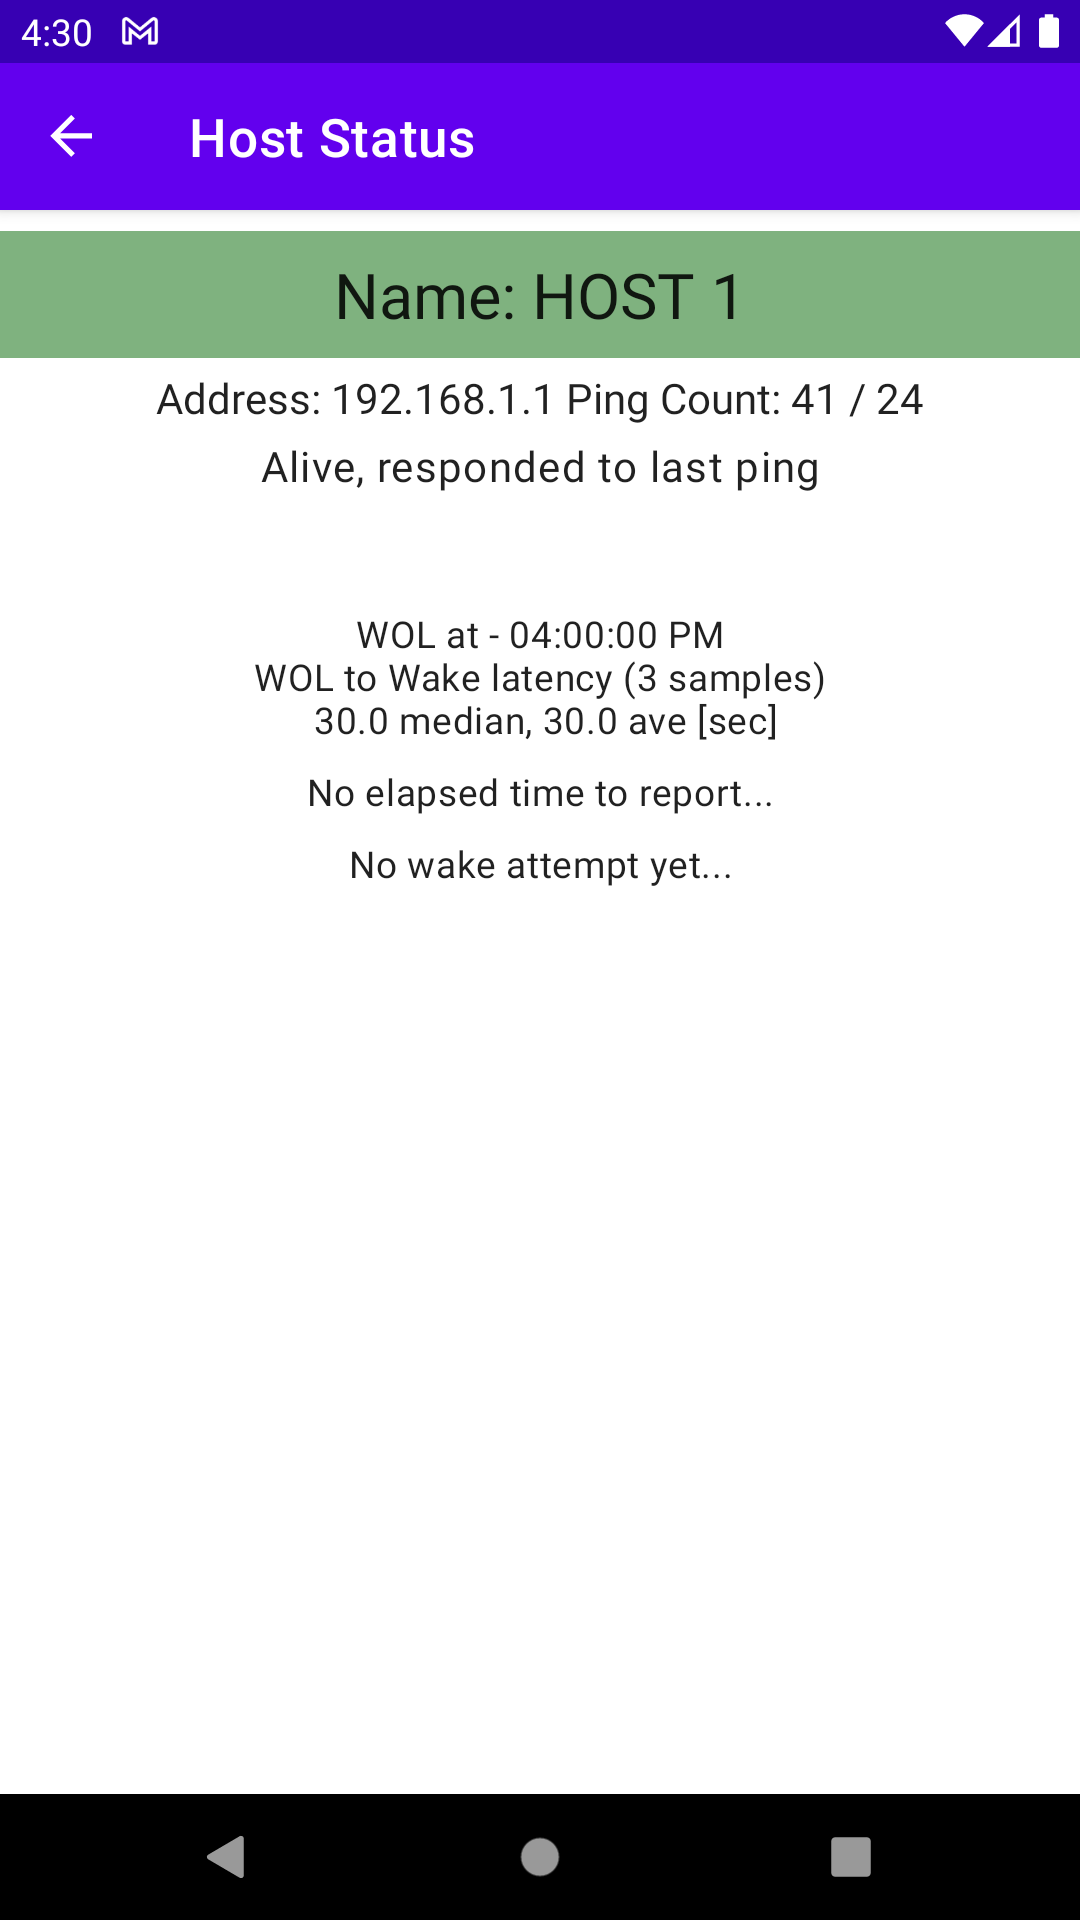 4:30
Host Status
Name: HOST 1
Address: 192.168.1.1 Ping Count: 41 / 24
Alive, responded to last ping
WOL at - 04:00:00 PM
WOL to Wake latency (3 samples)
30.0 median, 30.0 ave [sec]
No elapsed time to report...
No wake attempt yet...